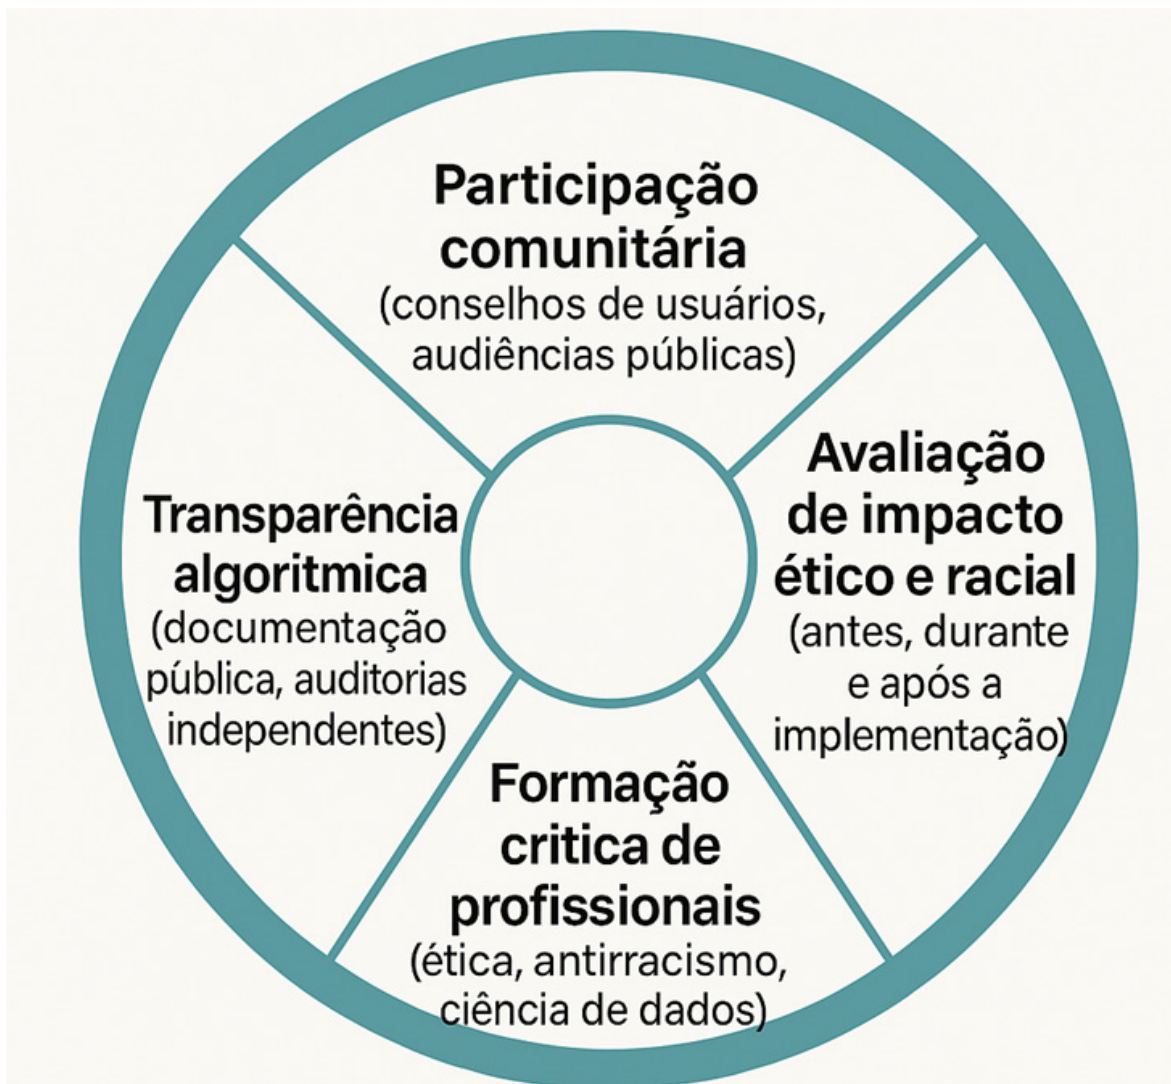 Participação
comunitária
(conselhos de usuários,
audiências públicas)
Avaliação
de impacto
ético e racial
(antes, durante
e após a
implementação)
Formação
critica de
profissionais
(ética, antirracismo,
ciência de dados)
Transparência
algoritmica
(documentação
pública, auditorias
independentes)